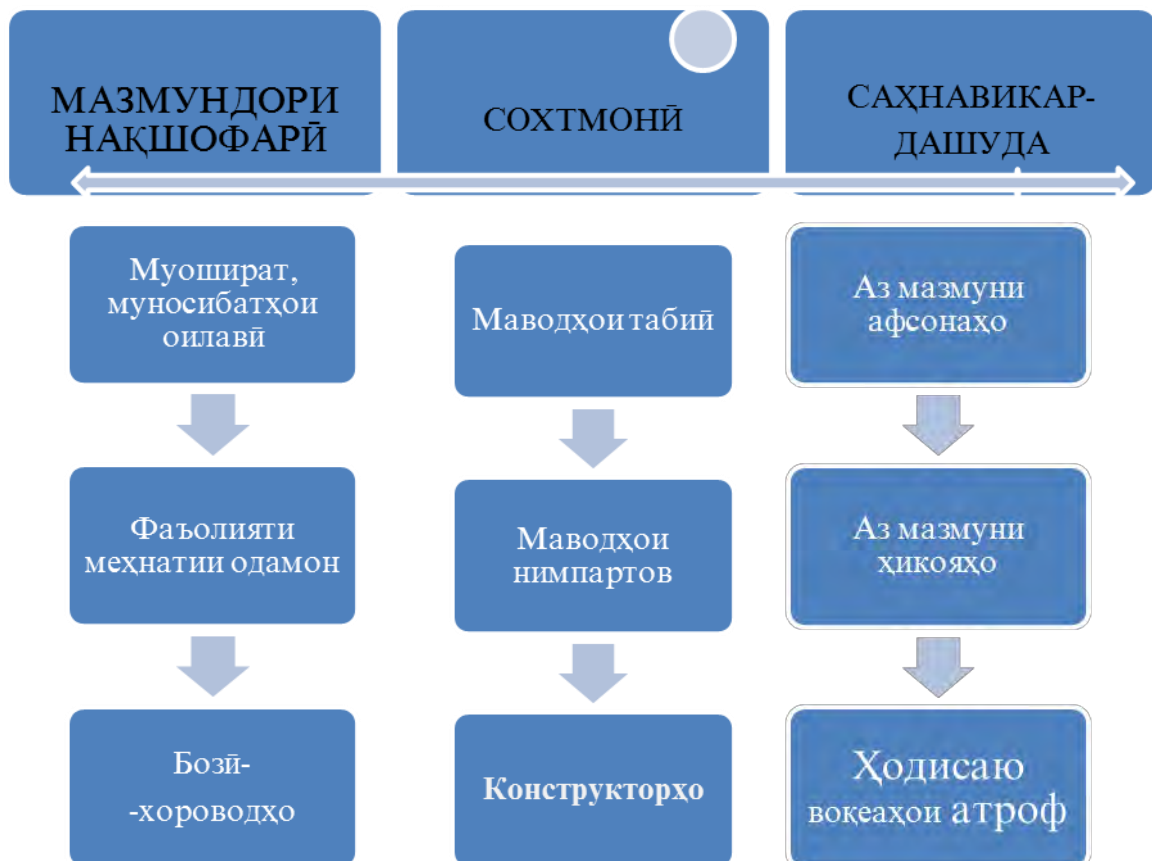 МАЗМУНДОРИ
НАҚШОФАРӢ
СОХТМОНӢ
САҲНАВИКАР-
ДАШУДА
Муошират,
муносибатҳои
оилавӣ
Фаъолияти
меҳнатии одамон
Бозӣ-
-хороводҳо
Маводҳои табиӣ
Маводҳои
нимпартов
Конструкторҳо
Аз мазмуни
афсонаҳо
Аз мазмуни
ҳикояҳо
Ҳодисаю
воқеаҳои атроф